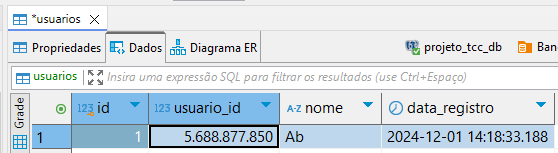 *usuarios
Propriedades Dados Diagrama ER projeto_tcc_db Ban
usuarios Insira uma expressão SQL para filtrar os resultados (use Ctrl+Espaço)
Grade 123 id 123 usuario_id A-Z nome data_registro
1 1 5.688.877.850 Ab 2024-12-01 14:18:33.188